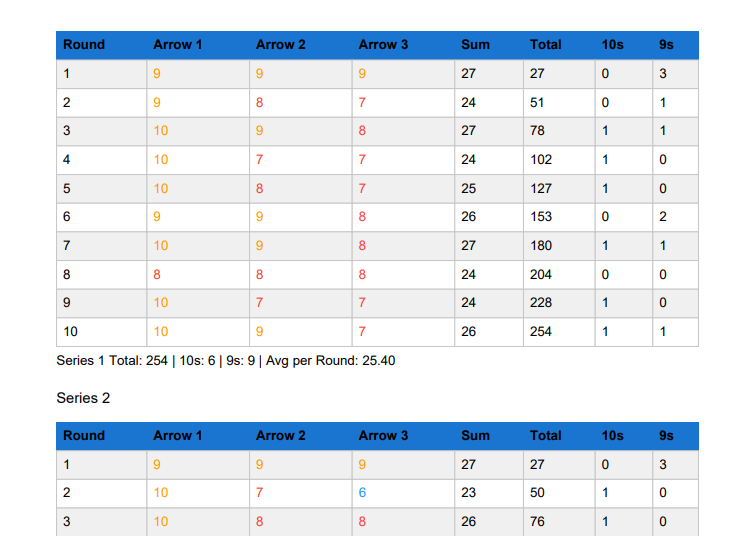 Round Arrow 1 Arrow 2 Arrow 3 Sum Total 10s 9s
1 9 9 9 27 27 0 3
2 9 8 7 24 51 0 1
3 10 9 8 27 78 1 1
4 10 7 7 24 102 1 0
5 10 8 7 25 127 1 0
6 9 9 8 26 153 0 2
7 10 9 8 27 180 1 1
8 8 8 8 24 204 0 0
9 10 7 7 24 228 1 0
10 10 9 7 26 254 1 1
Series 1 Total: 254 | 10s: 6 | 9s: 9 | Avg per Round: 25.40
Series 2
Round Arrow 1 Arrow 2 Arrow 3 Sum Total 10s 9s
1 9 9 9 27 27 0 3
2 10 7 6 23 50 1 0
3 10 8 8 26 76 1 0